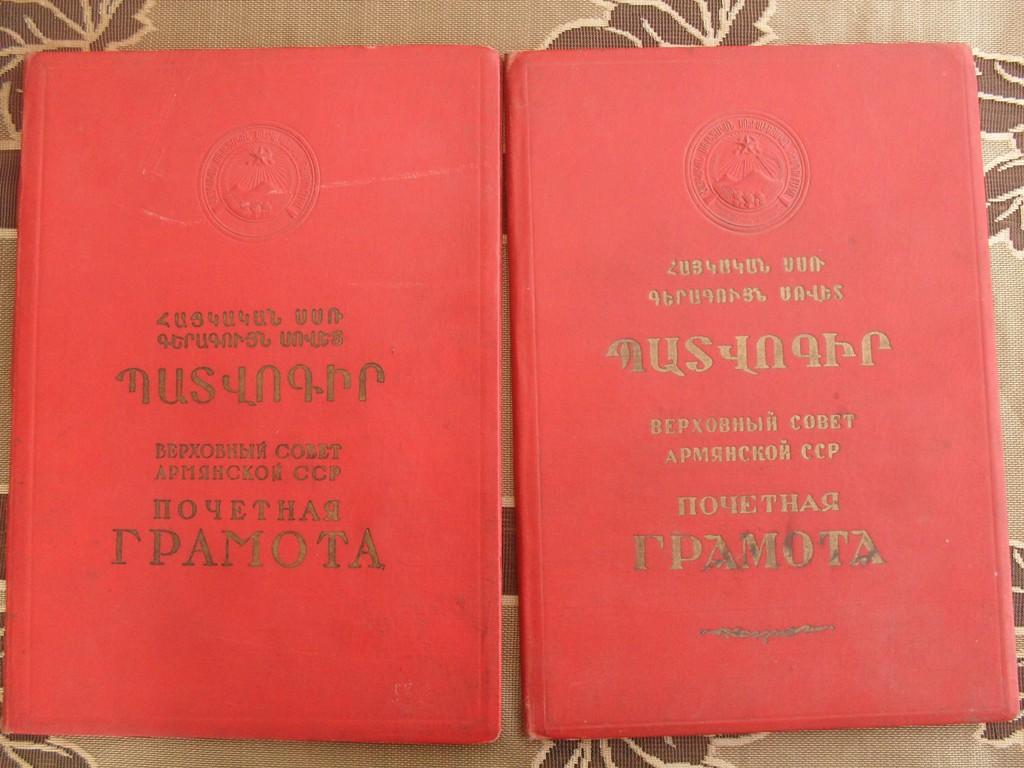 ՀԱՅԿԱԿԱՆ ՍՍՌ
ԳԵՐԱԳՈՒՅՆ ՍՈՎԵՏ
ՊԱՏՎՈԳԻՐ
ВЕРХОВНЫЙ СОВЕТ
АРМЯНСКОЙ ССР
ПОЧЕТНАЯ
ГРАМОТА
ՀԱՅԿԱԿԱՆ ՍՍՌ
ԳԵՐԱԳՈՒՅՆ ՍՈՎԵՏ
ՊԱՏՎՈԳԻՐ
ВЕРХОВНЫЙ СОВЕТ
АРМЯНСКОЙ ССР
ПОЧЕТНАЯ
ГРАМОТА